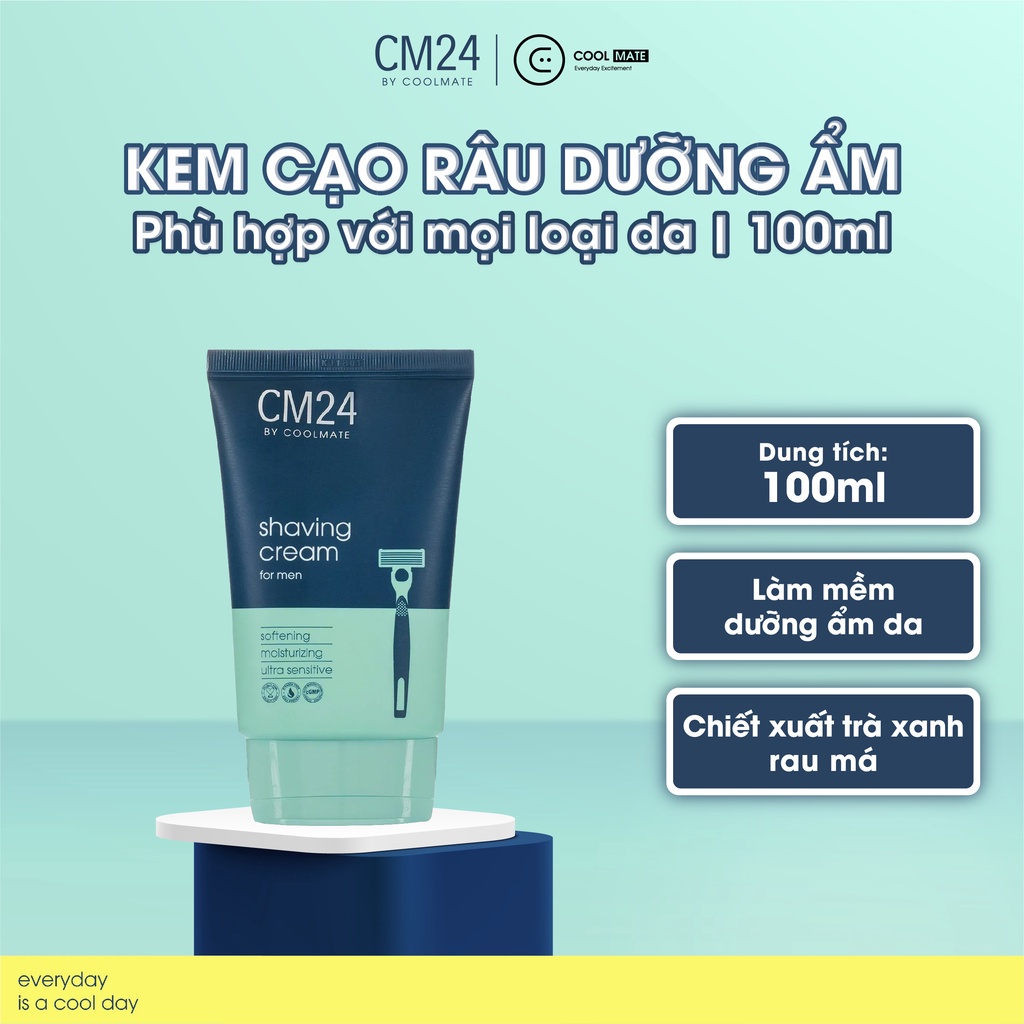 CM24
BY COOLMATE
COOL MATE
Everyday Excitement
KEM CẠO RÂU DƯỠNG ẨM
Phù hợp với mọi loại da | 100ml
CM24
BY COOLMATE
shaving
cream
for men
softening
moisturizing
ultra sensitive
cGMP
Dung tích:
100ml
Làm mềm
dưỡng ẩm da
Chiết xuất trà xanh
rau má
everyday
is a cool day